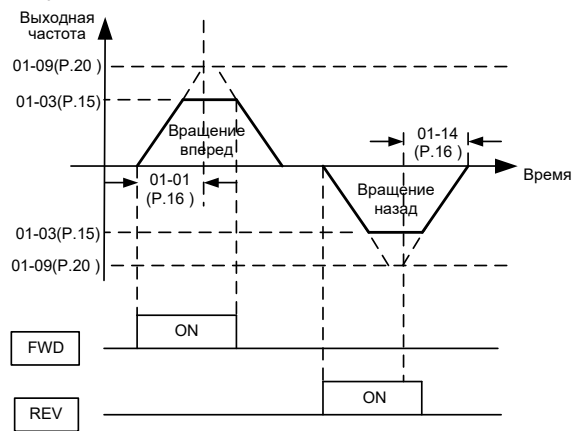 Выходная
частота
01-09(P.20 )
01-03(P.15)
Вращение
вперед
01-14
(P.16 )
Время
01-01
(P.16 )
Вращение
назад
01-03(P.15)
01-09(P.20 )
FWD
ON
REV
ON